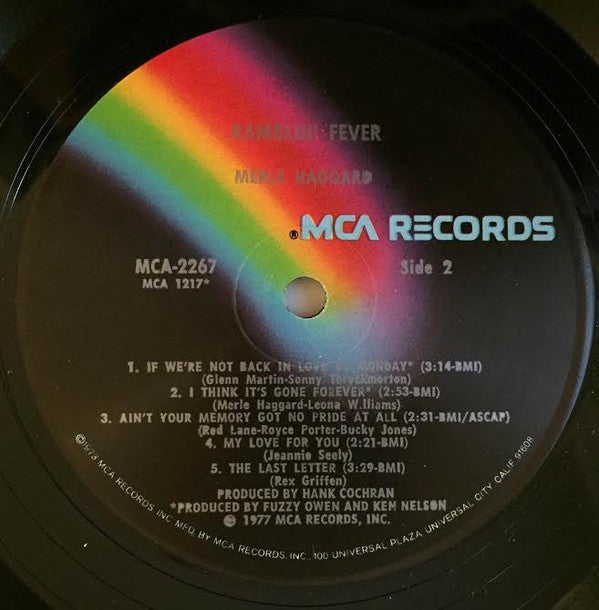 RAMBLIN' FEVER
MERLE HAGGARD
®MCA RECORDS
MCA-2267
MCA 1217*
Side 2
1. IF WE'RE NOT BACK IN LOVE BY MONDAY* (3:14-BMI)
(Glenn Martin-Sonny Throckmorton)
2. I THINK IT'S GONE FOREVER* (2:53-BMI)
(Merle Haggard-Leona Williams)
3. AIN'T YOUR MEMORY GOT NO PRIDE AT ALL (2:31-BMI/ASCAP)
(Red Lane-Royce Porter-Bucky Jones)
4. MY LOVE FOR YOU (2:21-BMI)
(Jeannie Seely)
5. THE LAST LETTER (3:29-BMI)
(Rex Griffen)
PRODUCED BY HANK COCHRAN
*PRODUCED BY FUZZY OWEN AND KEN NELSON
℗ 1977 MCA RECORDS, INC.
©1973 MCA RECORDS INC MFD. BY MCA RECORDS, INC., 100 UNIVERSAL PLAZA, UNIVERSAL CITY, CALIF. 91608